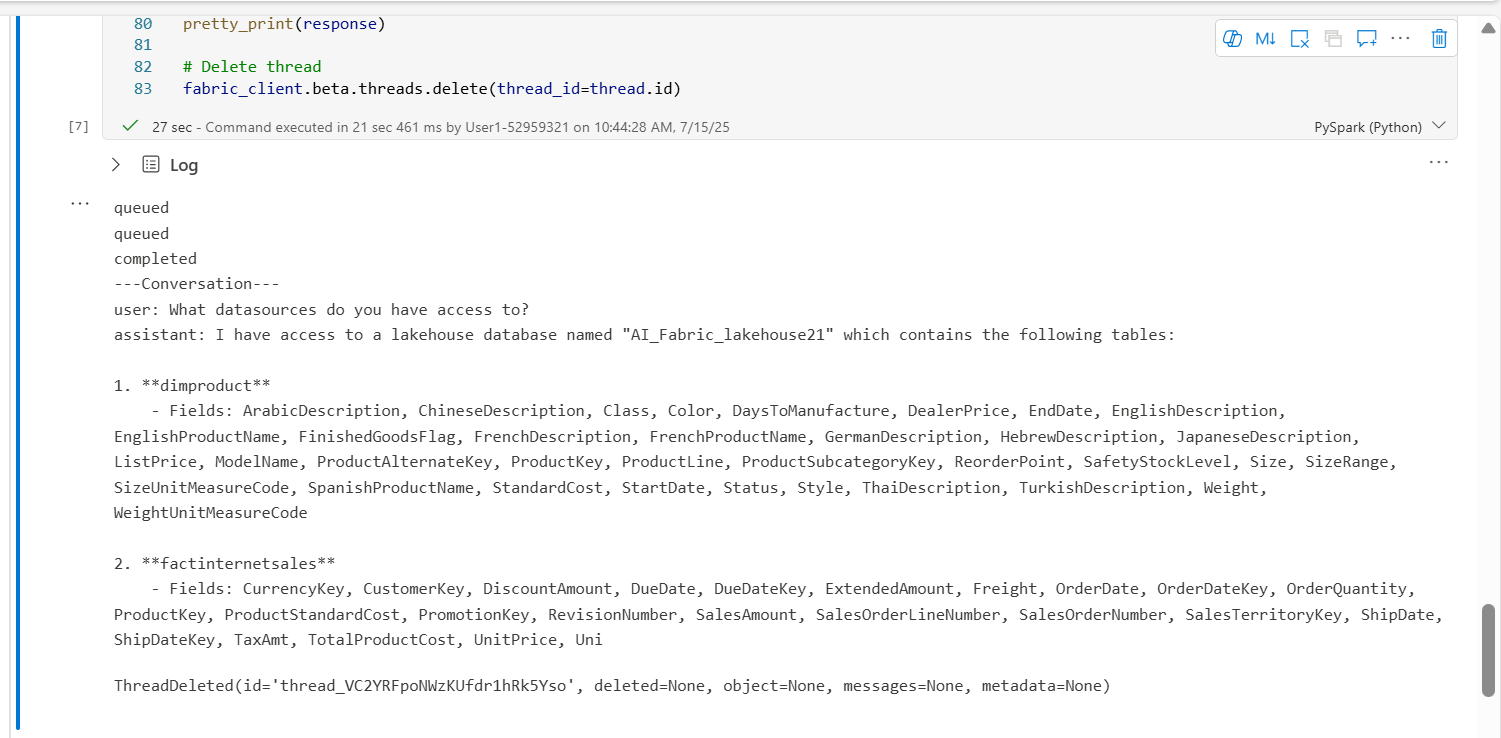 80 pretty_print(response)
81
82 # Delete thread
83 fabric_client.beta.threads.delete(thread_id=thread.id)
M↓
[7] 27 sec - Command executed in 21 sec 461 ms by User1-52959321 on 10:44:28 AM, 7/15/25 PySpark (Python)
Log
queued
queued
completed
---Conversation---
user: What datasources do you have access to?
assistant: I have access to a lakehouse database named "AI_Fabric_lakehouse21" which contains the following tables:
1. **dimproduct**
- Fields: ArabicDescription, ChineseDescription, Class, Color, DaysToManufacture, DealerPrice, EndDate, EnglishDescription,
EnglishProductName, FinishedGoodsFlag, FrenchDescription, FrenchProductName, GermanDescription, HebrewDescription, JapaneseDescription,
ListPrice, ModelName, ProductAlternateKey, ProductKey, ProductLine, ProductSubcategoryKey, ReorderPoint, SafetyStockLevel, Size, SizeRange,
SizeUnitMeasureCode, SpanishProductName, StandardCost, StartDate, Status, Style, ThaiDescription, TurkishDescription, Weight,
WeightUnitMeasureCode
2. **factinternetsales**
- Fields: CurrencyKey, CustomerKey, DiscountAmount, DueDate, DueDateKey, ExtendedAmount, Freight, OrderDate, OrderDateKey, OrderQuantity,
ProductKey, ProductStandardCost, PromotionKey, RevisionNumber, SalesAmount, SalesOrderLineNumber, SalesOrderNumber, SalesTerritoryKey, ShipDate,
ShipDateKey, TaxAmt, TotalProductCost, UnitPrice, Uni
ThreadDeleted(id='thread_VC2YRFpoNWzKUfdr1hRk5Yso', deleted=None, object=None, messages=None, metadata=None)